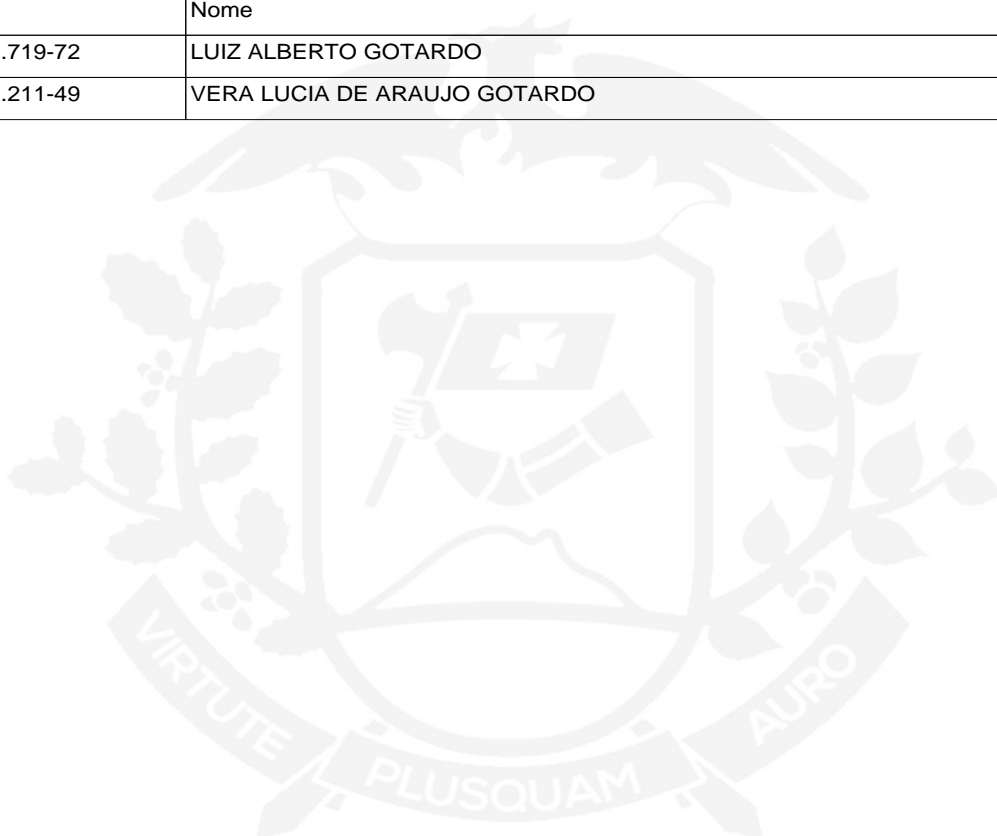 Nome
.719-72 LUIZ ALBERTO GOTARDO
.211-49 VERA LUCIA DE ARAUJO GOTARDO
VIRTUTE PLUSQUAM AURO